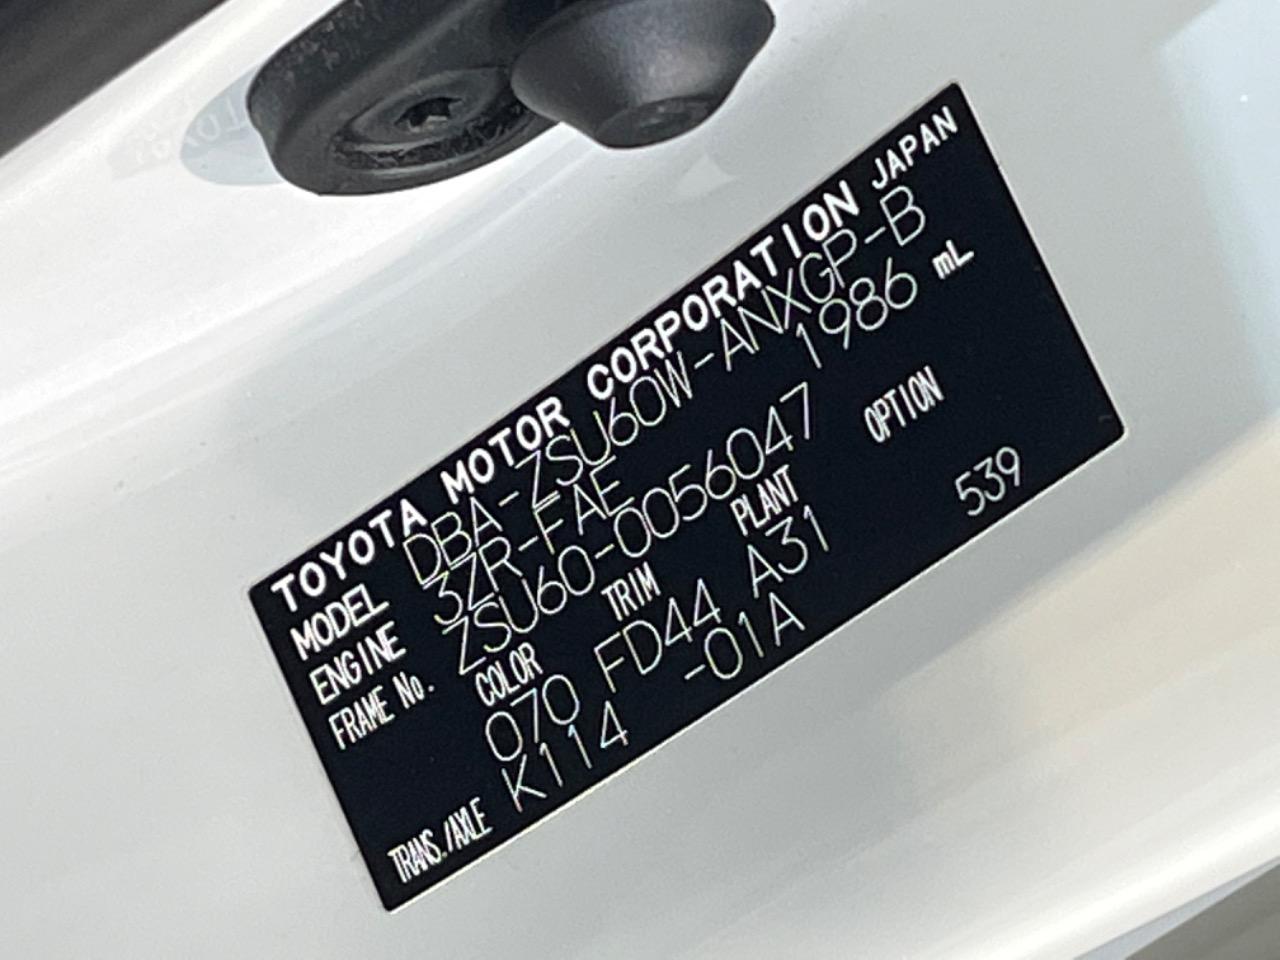 TOYOTA MOTOR CORPORATION JAPAN
MODEL DBA-ZSU60W-ANXGP-B
ENGINE 3ZR-FAE 1986 mL
FRAME No. ZSU60-0056047
COLOR TRIM PLANT OPTION
070 FD44 A31 539
TRANS./AXLE K114 -01A